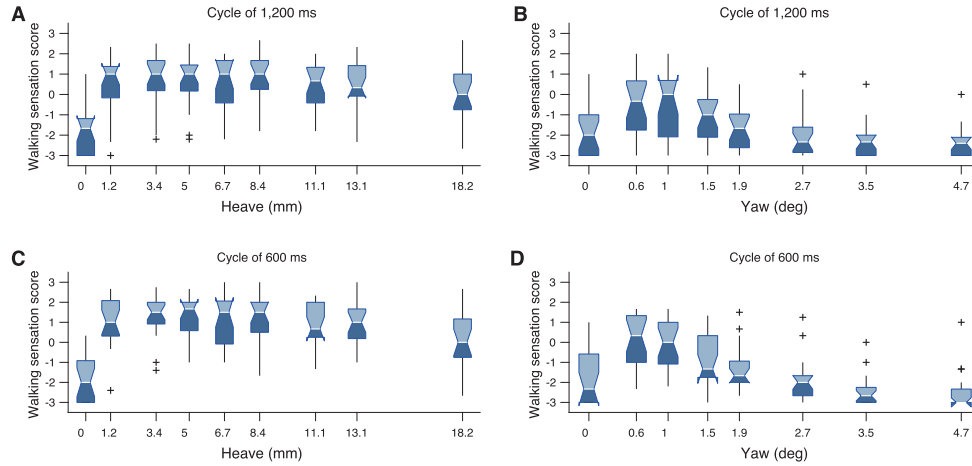 A
Cycle of 1,200 ms
Walking sensation score
3
2
1
0
-1
-2
-3
0 1.2 3.4 5 6.7 8.4 11.1 13.1 18.2
Heave (mm)
B
Cycle of 1,200 ms
Walking sensation score
3
2
1
0
-1
-2
-3
0 0.6 1 1.5 1.9 2.7 3.5 4.7
Yaw (deg)
C
Cycle of 600 ms
Walking sensation score
3
2
1
0
-1
-2
-3
0 1.2 3.4 5 6.7 8.4 11.1 13.1 18.2
Heave (mm)
D
Cycle of 600 ms
Walking sensation score
3
2
1
0
-1
-2
-3
0 0.6 1 1.5 1.9 2.7 3.5 4.7
Yaw (deg)